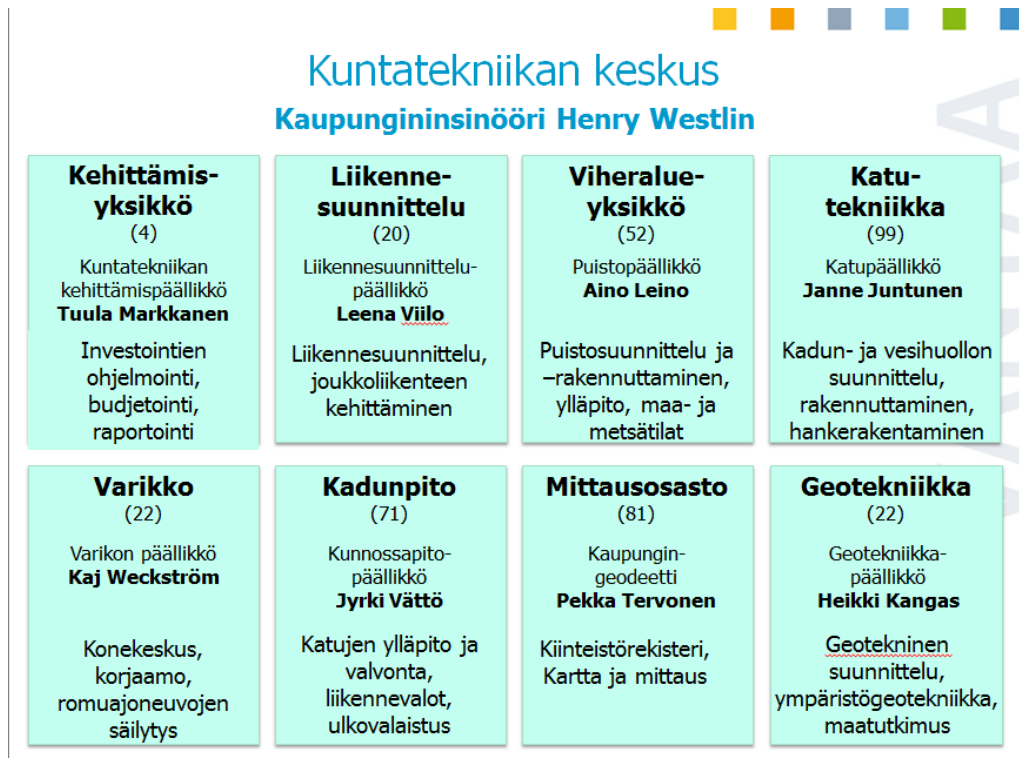 Kuntatekniikan keskus
Kaupungininsinööri Henry Westlin
Kehittämis-
yksikkö
(4)
Kuntatekniikan
kehittämispäällikkö
Tuula Markkanen
Investointien
ohjelmointi,
budjetointi,
raportointi
Liikenne-
suunnittelu
(20)
Liikennesuunnittelu-
päällikkö
Leena Viilo
Liikennesuunnittelu,
joukkoliikenteen
kehittäminen
Viheralue-
yksikkö
(52)
Puistopäällikkö
Aino Leino
Puistosuunnittelu ja
–rakennuttaminen,
ylläpito, maa- ja
metsätilat
Katu-
tekniikka
(99)
Katupäällikkö
Janne Juntunen
Kadun- ja vesihuollon
suunnittelu,
rakennuttaminen,
hankerakentaminen
Varikko
(22)
Varikon päällikkö
Kaj Weckström
Konekeskus,
korjaamo,
romuajoneuvojen
säilytys
Kadunpito
(71)
Kunnossapito-
päällikkö
Jyrki Vättö
Katujen ylläpito ja
valvonta,
liikennevalot,
ulkovalaistus
Mittausosasto
(81)
Kaupungin-
geodeetti
Pekka Tervonen
Kiinteistörekisteri,
Kartta ja mittaus
Geotekniikka
(22)
Geotekniikka-
päällikkö
Heikki Kangas
Geotekninen
suunnittelu,
ympäristögeotekniikka,
maatutkimus